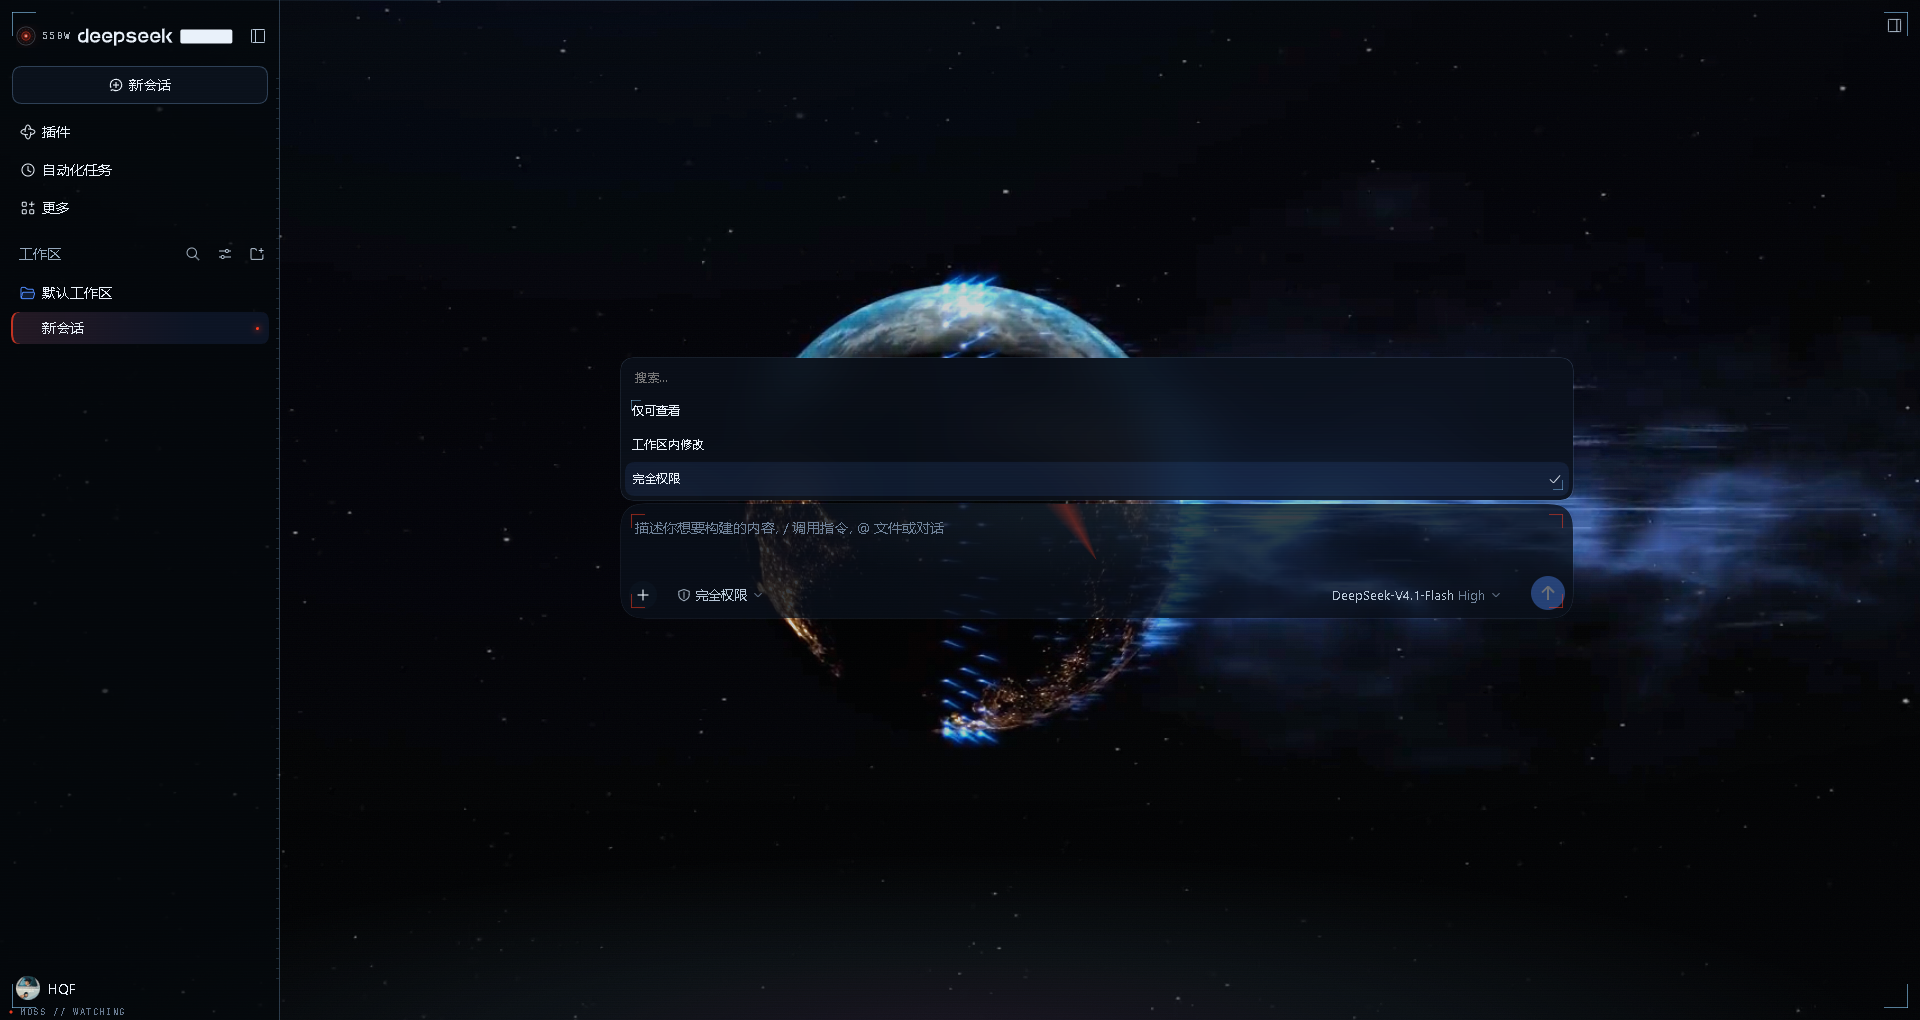 55BW deepseek
新会话
插件
自动化任务
更多
工作区
默认工作区
新会话
搜索...
仅可查看
工作区内修改
完全权限
描述你想要构建的内容, / 调用指令, @ 文件或对话
完全权限
DeepSeek-V4.1-Flash High
HQF
MOSS // WATCHING